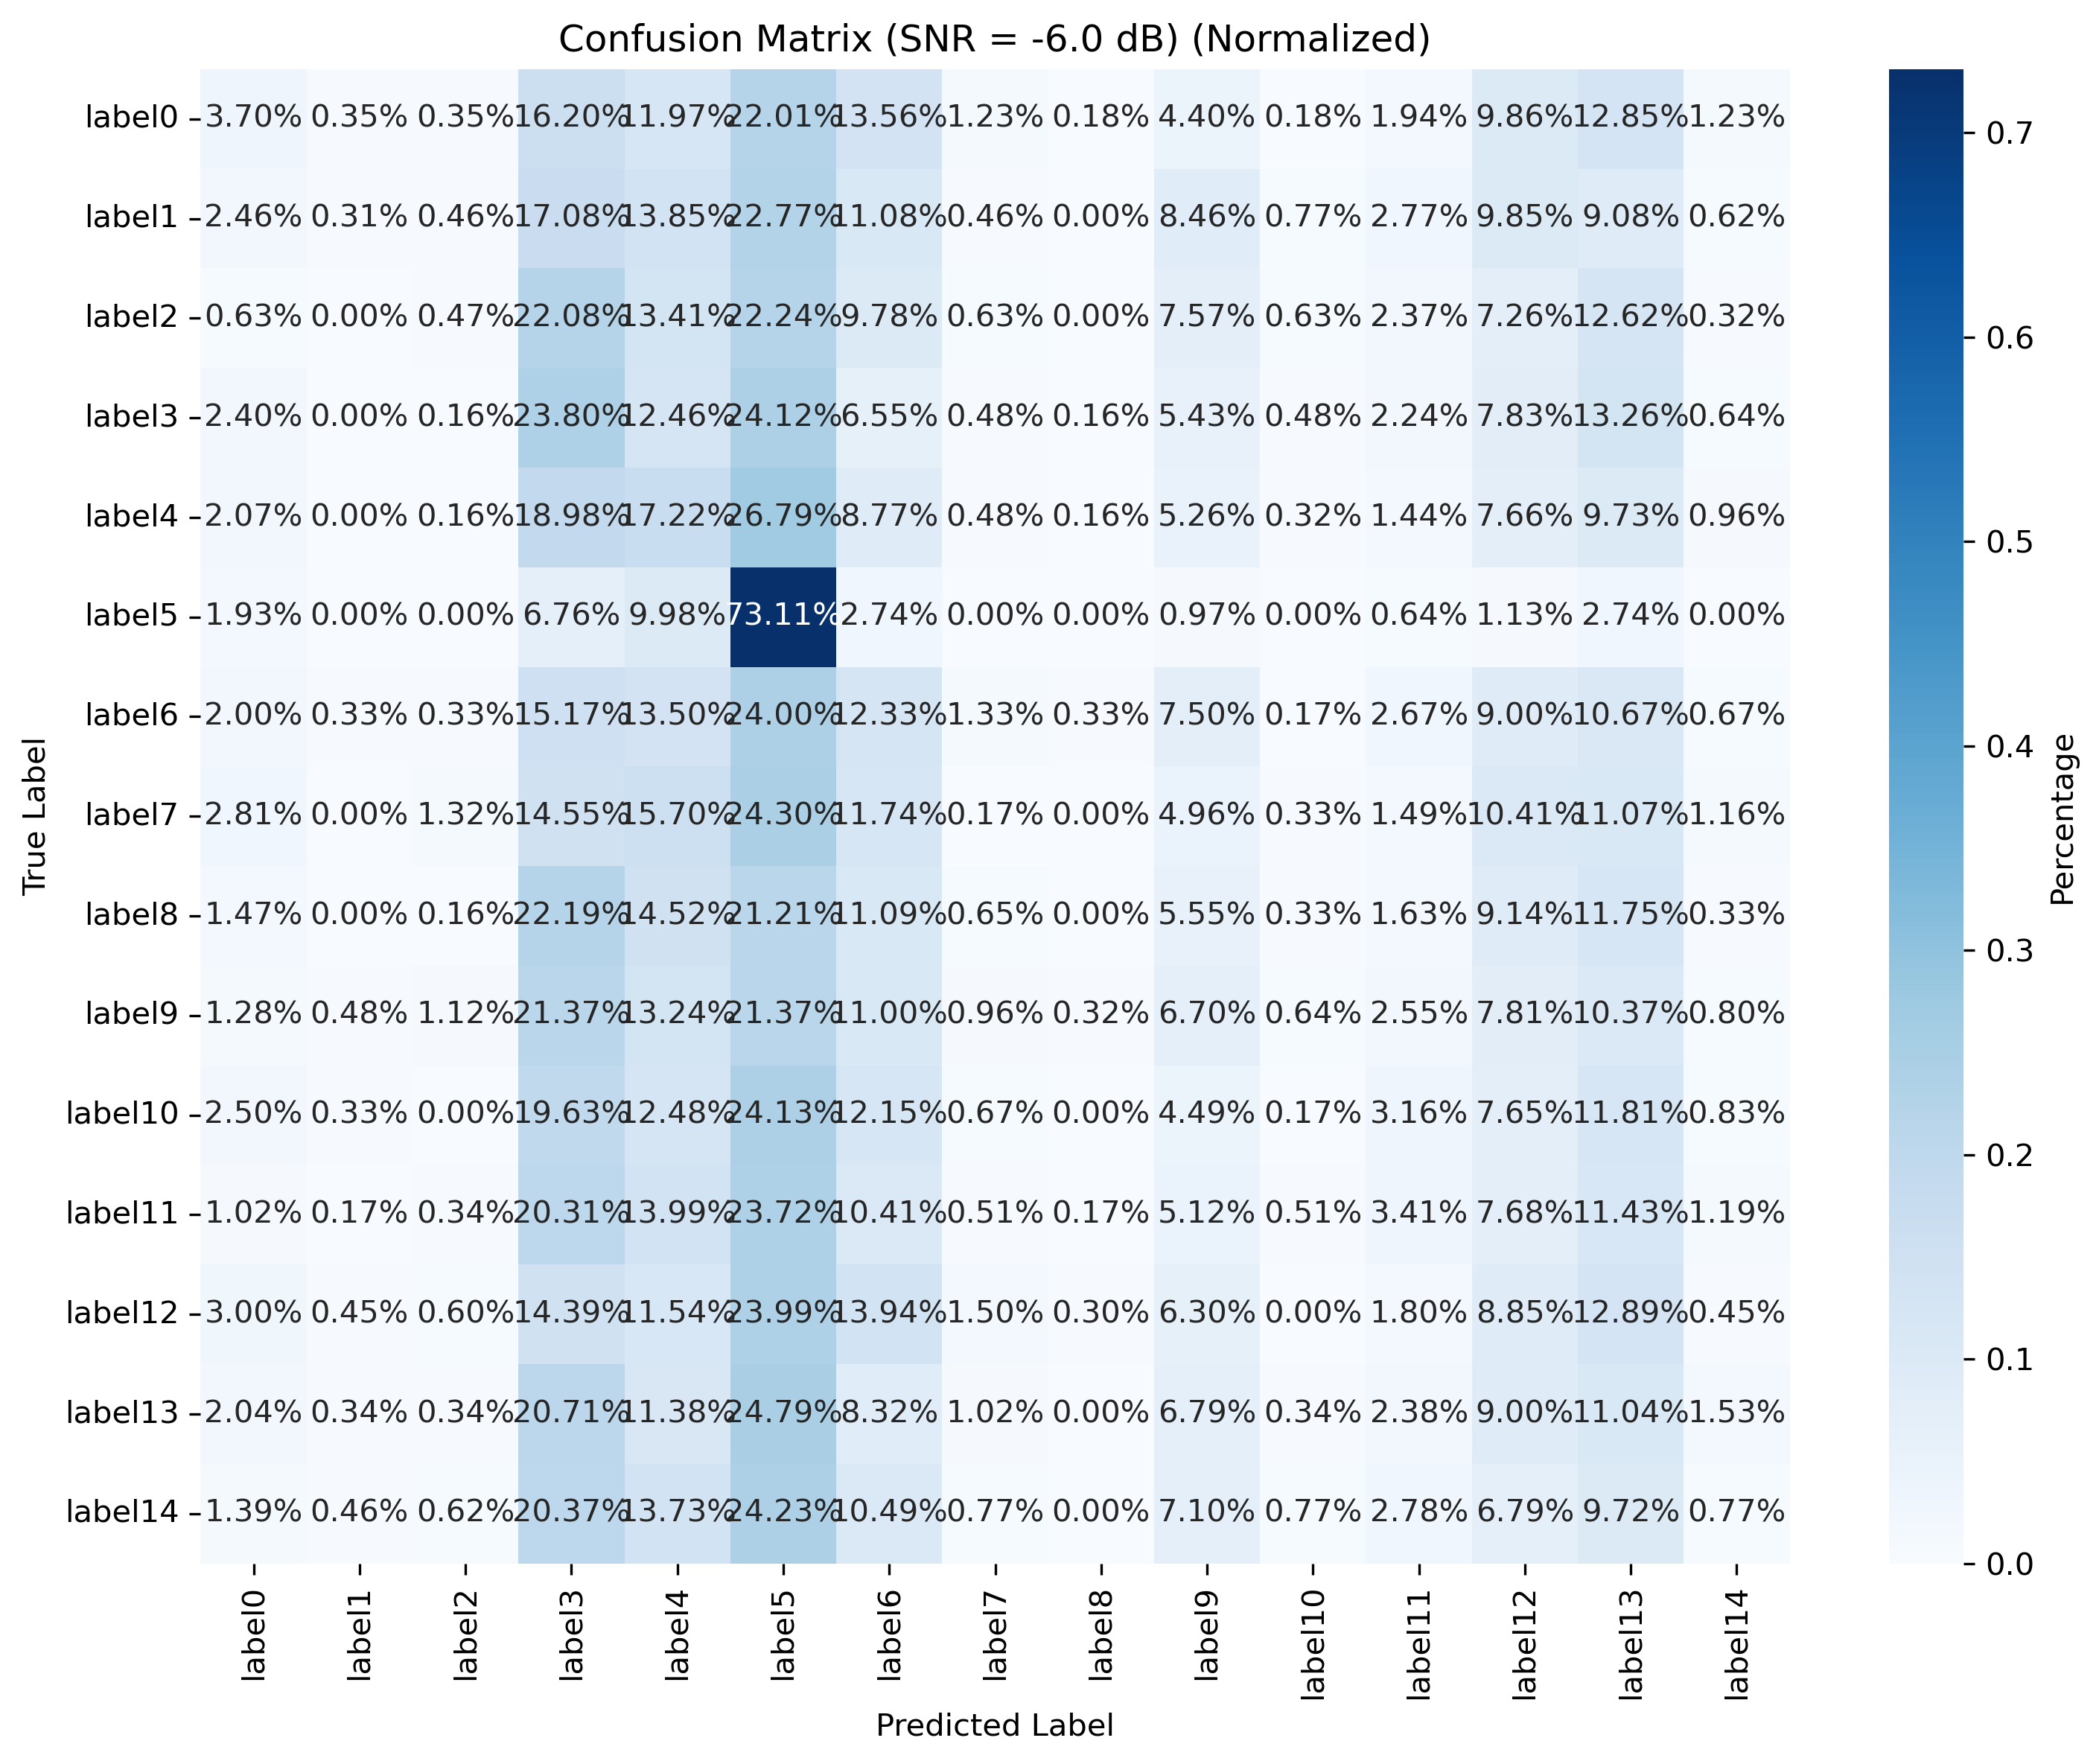 Confusion Matrix (SNR = -6.0 dB) (Normalized)
label0 3.70% 0.35% 0.35% 16.20% 11.97% 22.01% 13.56% 1.23% 0.18% 4.40% 0.18% 1.94% 9.86% 12.85% 1.23%
label1 2.46% 0.31% 0.46% 17.08% 13.85% 22.77% 11.08% 0.46% 0.00% 8.46% 0.77% 2.77% 9.85% 9.08% 0.62%
label2 0.63% 0.00% 0.47% 22.08% 13.41% 22.24% 9.78% 0.63% 0.00% 7.57% 0.63% 2.37% 7.26% 12.62% 0.32%
label3 2.40% 0.00% 0.16% 23.80% 12.46% 24.12% 6.55% 0.48% 0.16% 5.43% 0.48% 2.24% 7.83% 13.26% 0.64%
label4 2.07% 0.00% 0.16% 18.98% 17.22% 26.79% 8.77% 0.48% 0.16% 5.26% 0.32% 1.44% 7.66% 9.73% 0.96%
label5 1.93% 0.00% 0.00% 6.76% 9.98% 73.11% 2.74% 0.00% 0.00% 0.97% 0.00% 0.64% 1.13% 2.74% 0.00%
label6 2.00% 0.33% 0.33% 15.17% 13.50% 24.00% 12.33% 1.33% 0.33% 7.50% 0.17% 2.67% 9.00% 10.67% 0.67%
label7 2.81% 0.00% 1.32% 14.55% 15.70% 24.30% 11.74% 0.17% 0.00% 4.96% 0.33% 1.49% 10.41% 11.07% 1.16%
label8 1.47% 0.00% 0.16% 22.19% 14.52% 21.21% 11.09% 0.65% 0.00% 5.55% 0.33% 1.63% 9.14% 11.75% 0.33%
label9 1.28% 0.48% 1.12% 21.37% 13.24% 21.37% 11.00% 0.96% 0.32% 6.70% 0.64% 2.55% 7.81% 10.37% 0.80%
label10 2.50% 0.33% 0.00% 19.63% 12.48% 24.13% 12.15% 0.67% 0.00% 4.49% 0.17% 3.16% 7.65% 11.81% 0.83%
label11 1.02% 0.17% 0.34% 20.31% 13.99% 23.72% 10.41% 0.51% 0.17% 5.12% 0.51% 3.41% 7.68% 11.43% 1.19%
label12 3.00% 0.45% 0.60% 14.39% 11.54% 23.99% 13.94% 1.50% 0.30% 6.30% 0.00% 1.80% 8.85% 12.89% 0.45%
label13 2.04% 0.34% 0.34% 20.71% 11.38% 24.79% 8.32% 1.02% 0.00% 6.79% 0.34% 2.38% 9.00% 11.04% 1.53%
label14 1.39% 0.46% 0.62% 20.37% 13.73% 24.23% 10.49% 0.77% 0.00% 7.10% 0.77% 2.78% 6.79% 9.72% 0.77%
label0 label1 label2 label3 label4 label5 label6 label7 label8 label9 label10 label11 label12 label13 label14
Predicted Label
True Label
0.7
0.6
0.5
0.4
0.3
0.2
0.1
0.0
Percentage